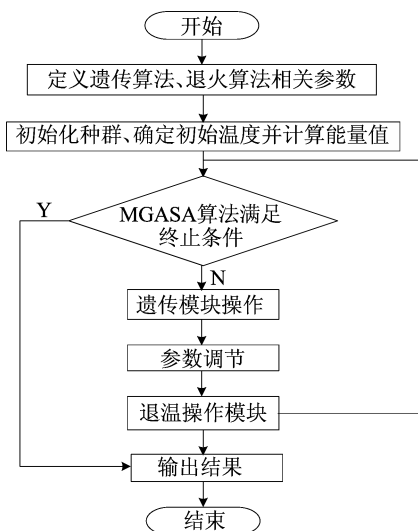 开始
定义遗传算法、退火算法相关参数
初始化种群、确定初始温度并计算能量值
Y
MGASA算法满足
终止条件
N
遗传模块操作
参数调节
退温操作模块
输出结果
结束